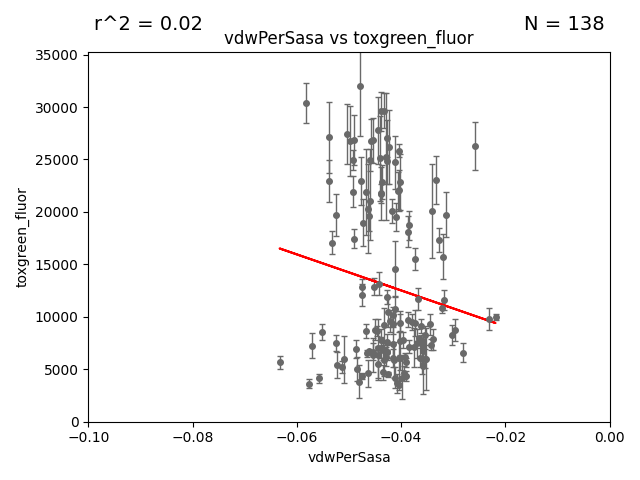 r^2 = 0.02
N = 138
vdwPerSasa vs toxgreen_fluor
35000
30000
25000
20000
15000
10000
5000
0
toxgreen_fluor
−0.10
−0.08
−0.06
−0.04
−0.02
0.00
vdwPerSasa